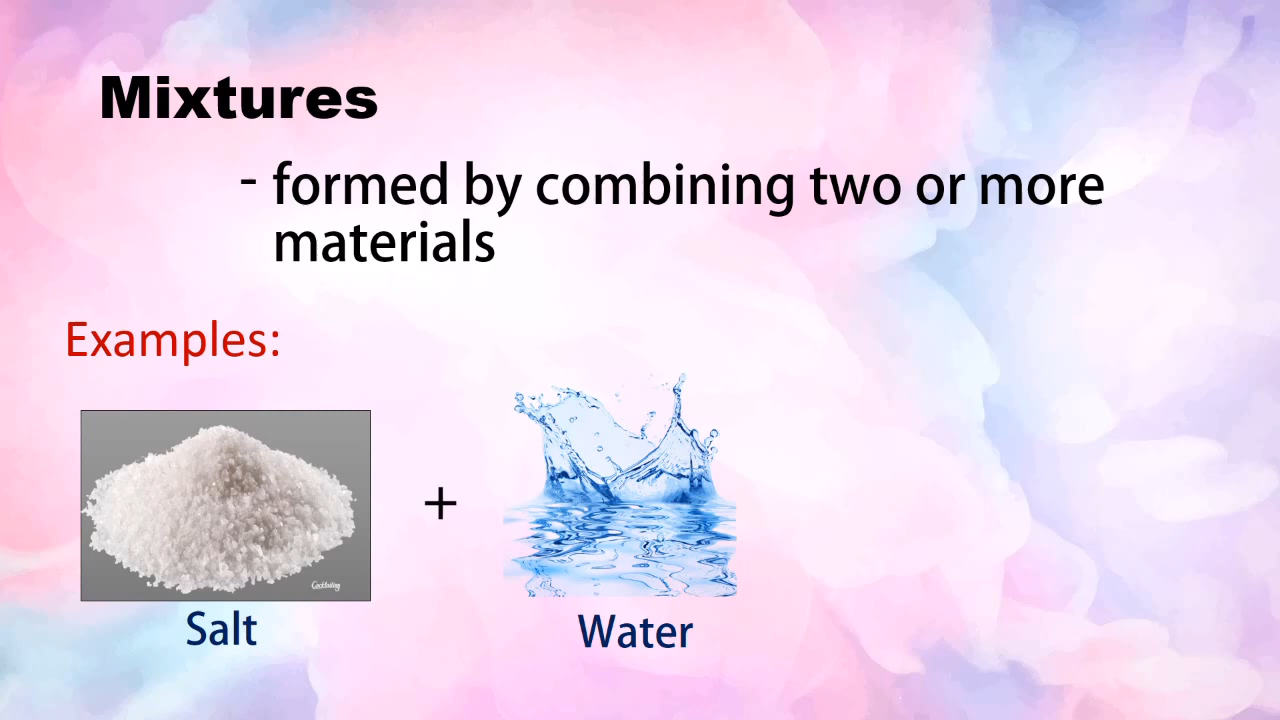 Mixtures
- formed by combining two or more
materials
Examples:
+
Salt
Water